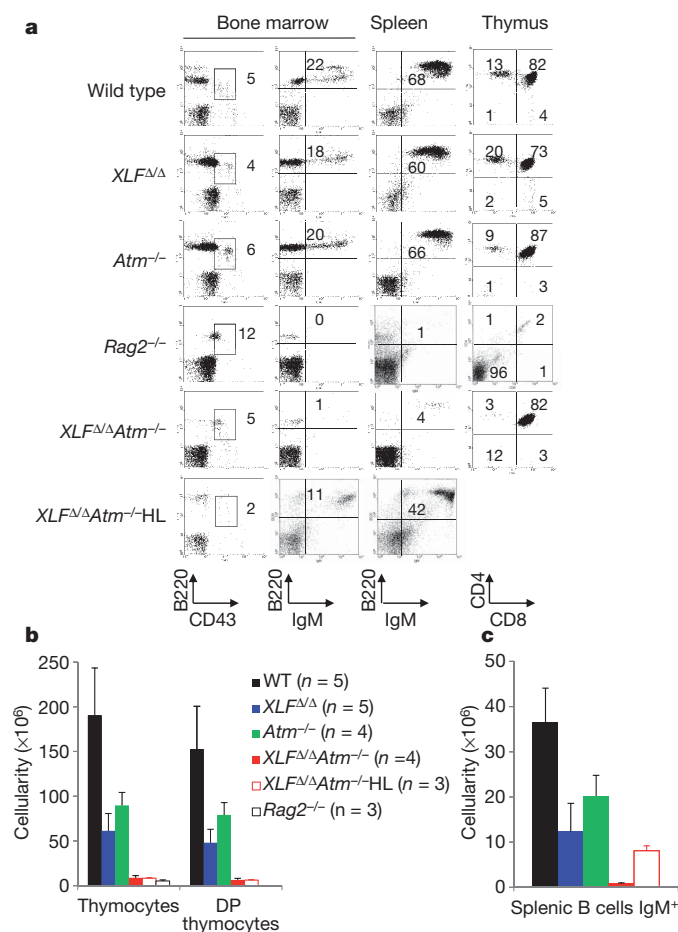 a
Bone marrow Spleen Thymus
Wild type 5 22 68 13 82 1 4
XLFΔ/Δ 4 18 60 20 73 2 5
Atm–/– 6 20 66 9 87 1 3
Rag2–/– 12 0 1 1 2 96 1
XLFΔ/ΔAtm–/– 5 1 4 3 82 12 3
XLFΔ/ΔAtm–/–HL 2 11 42
B220 B220 B220 CD4
CD43 IgM IgM CD8
b
Cellularity (×10⁶)
250
200
150
100
50
0
Thymocytes DP thymocytes
WT (n = 5)
XLFΔ/Δ (n = 5)
Atm–/– (n = 4)
XLFΔ/ΔAtm–/– (n =4)
XLFΔ/ΔAtm–/–HL (n = 3)
Rag2–/– (n = 3)
c
Cellularity (×10⁶)
50
40
30
20
10
0
Splenic B cells IgM⁺